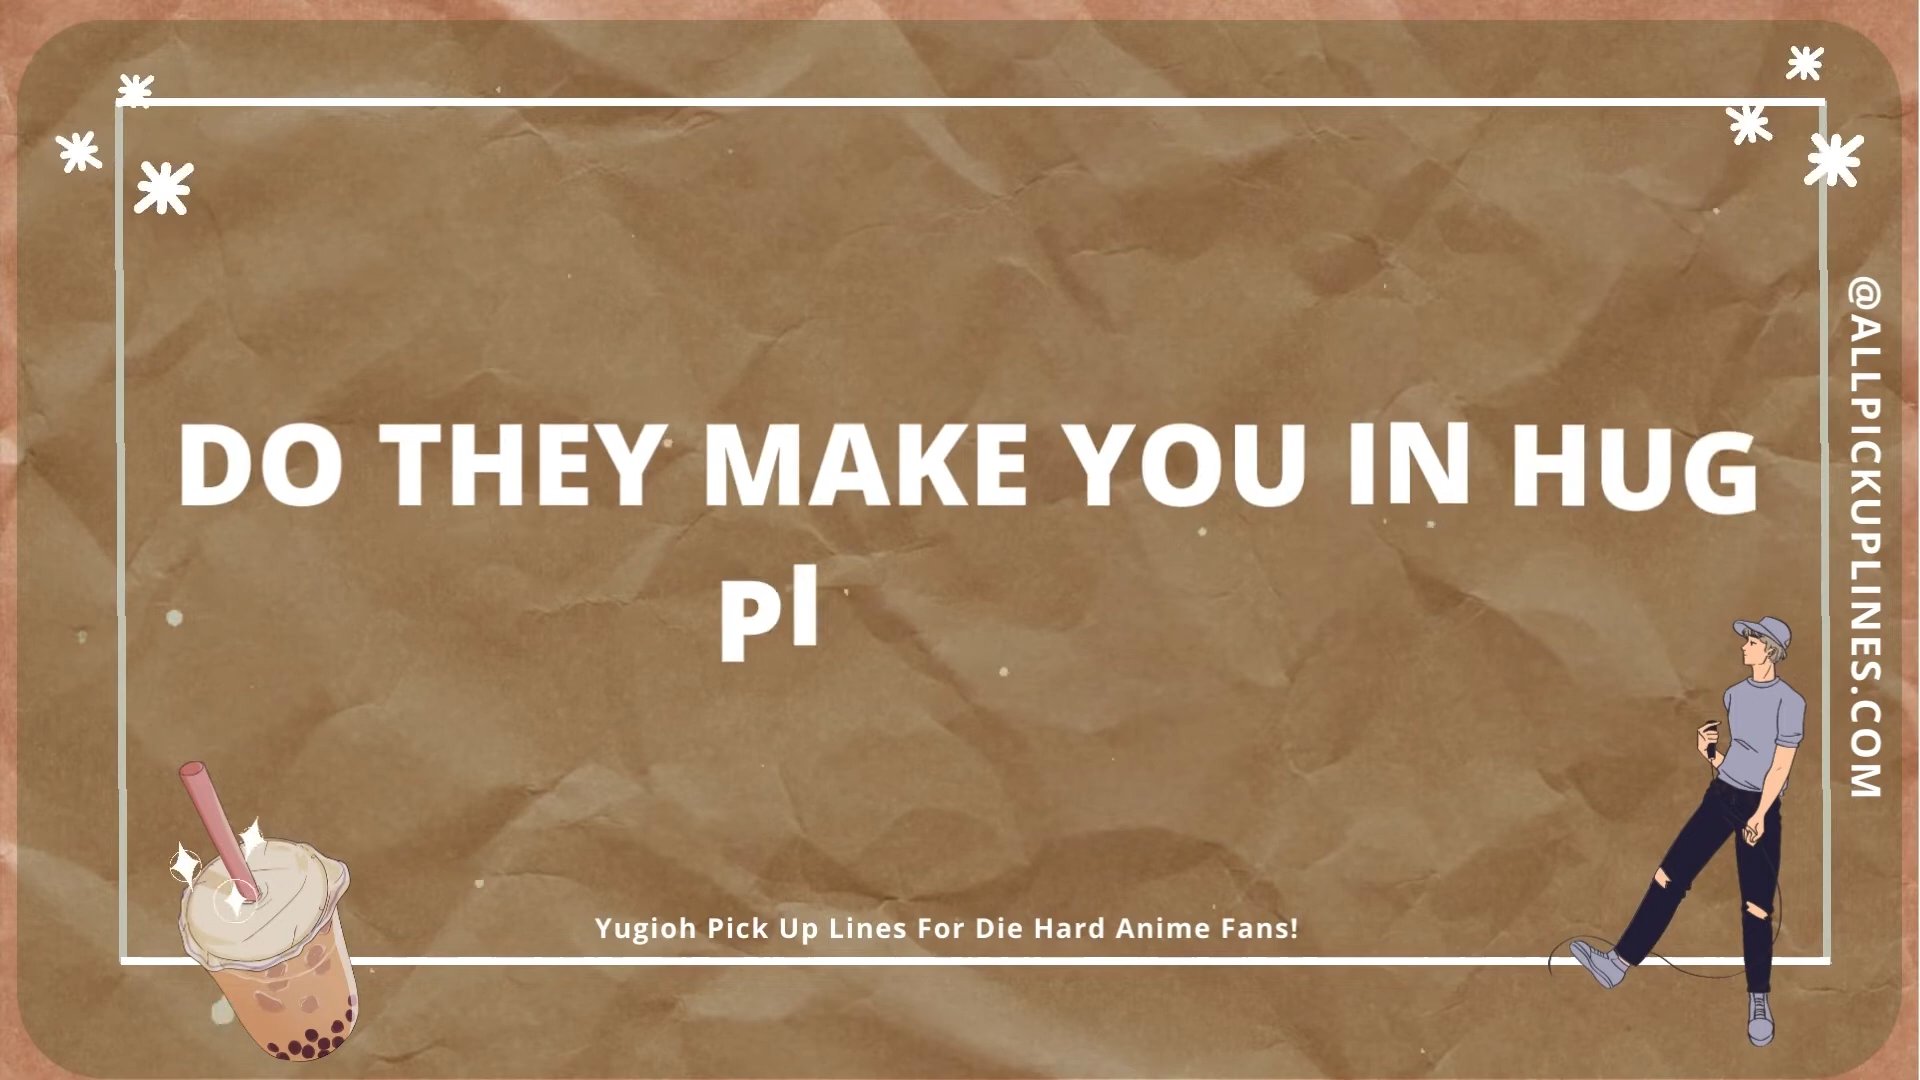 DO THEY MAKE YOU IN HUG
pl
Yugioh Pick Up Lines For Die Hard Anime Fans!
@ALLPICKUPLINES.COM